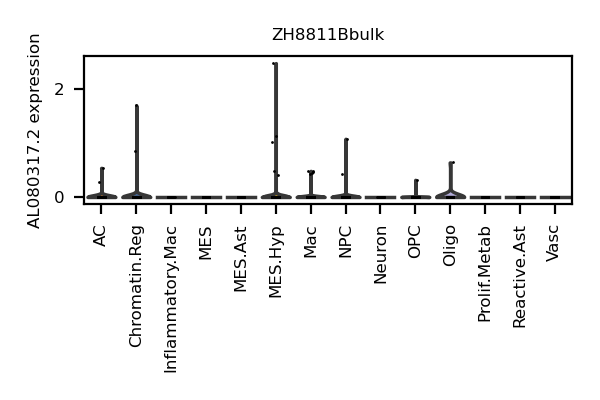 ZH8811Bbulk
AL080317.2 expression
2
0
AC
Chromatin.Reg
Inflammatory.Mac
MES
MES.Ast
MES.Hyp
Mac
NPC
Neuron
OPC
Oligo
Prolif.Metab
Reactive.Ast
Vasc